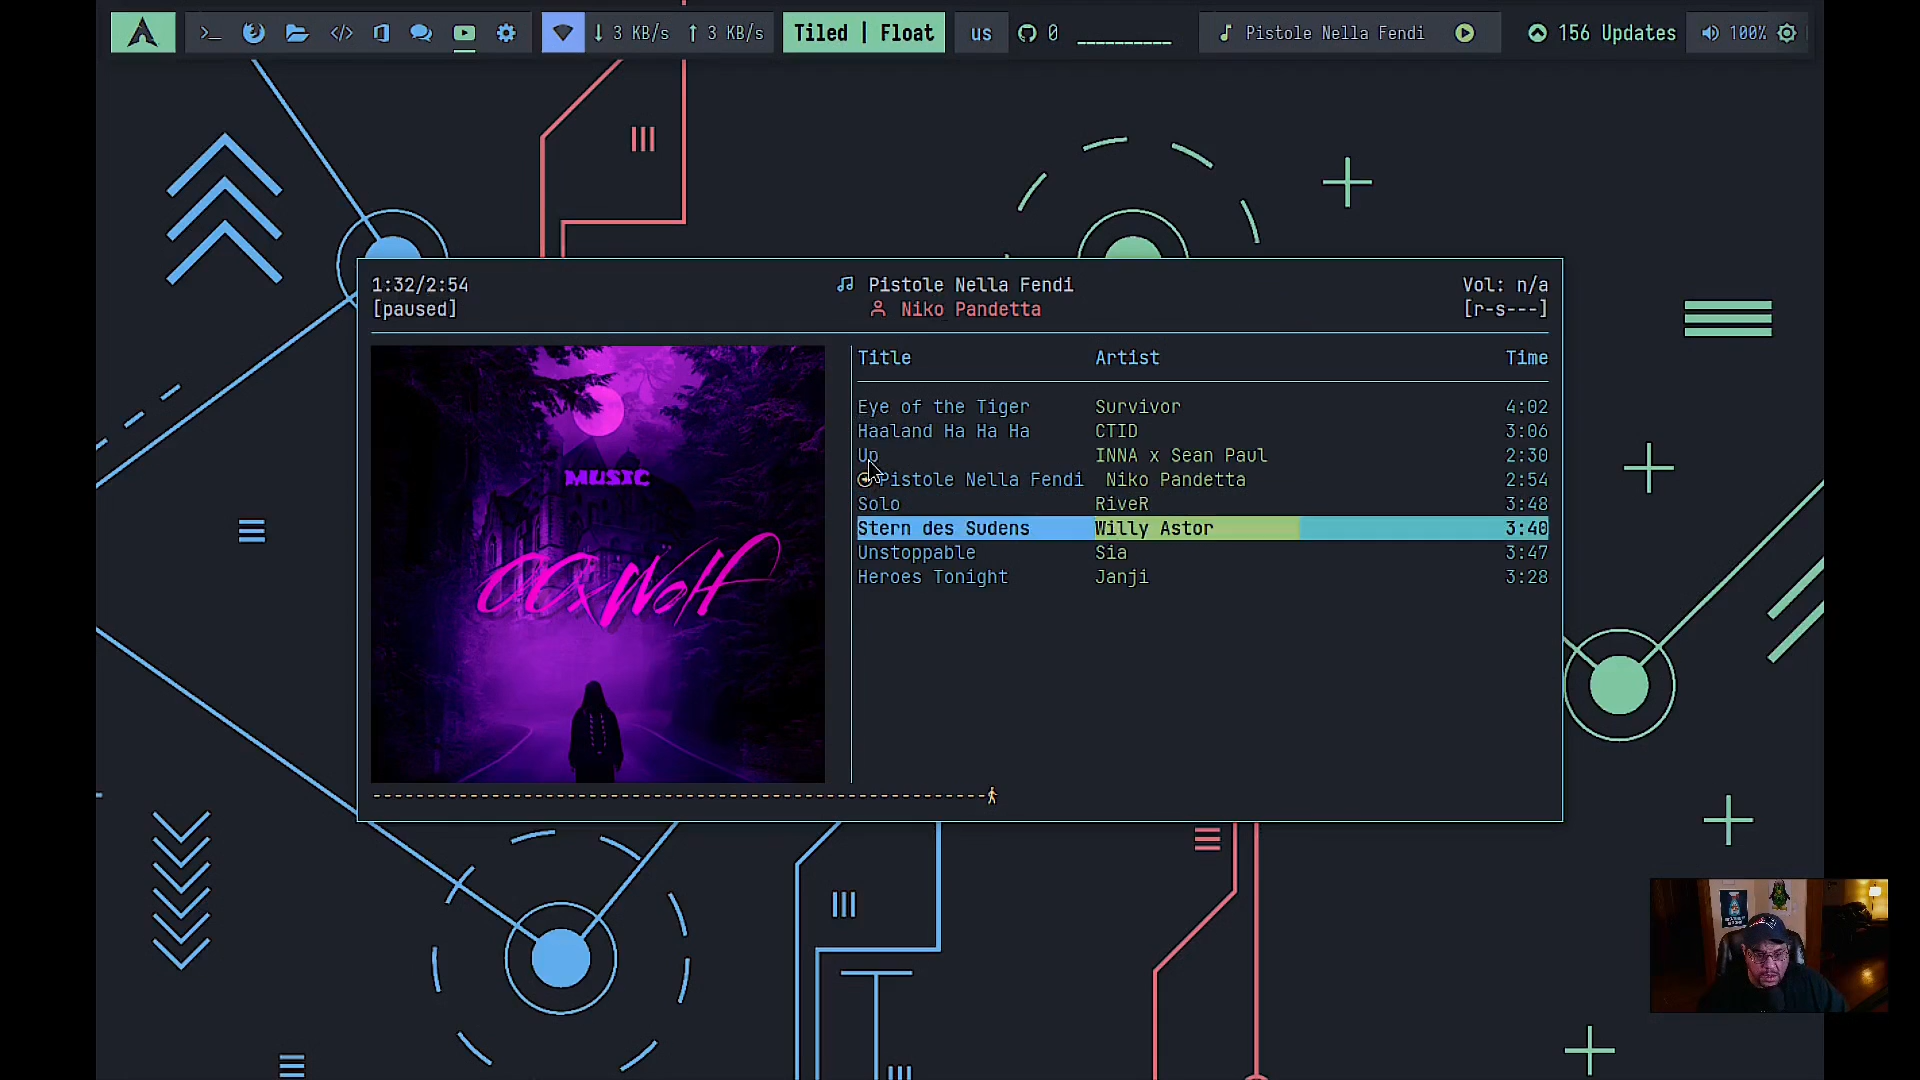 >_ </> ↓ 3 KB/s ↑ 3 KB/s Tiled | Float us 0 __________ Pistole Nella Fendi 156 Updates 100%
1:32/2:54 Pistole Nella Fendi Vol: n/a
[paused] Niko Pandetta [r-s---]
Title Artist Time
Eye of the Tiger Survivor 4:02
Haaland Ha Ha Ha CTID 3:06
Up INNA x Sean Paul 2:30
Pistole Nella Fendi Niko Pandetta 2:54
Solo RiveR 3:48
Stern des Sudens Willy Astor 3:40
Unstoppable Sia 3:47
Heroes Tonight Janji 3:28
MUSIC
CCxWolf